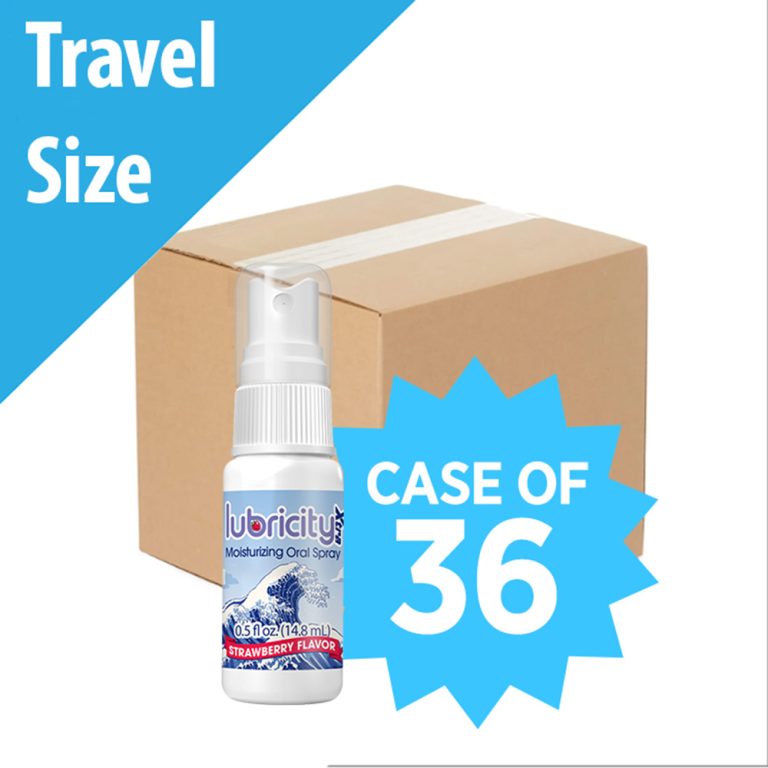 Travel
Size
lubricity Xtra
Moisturizing Oral Spray
0.5 fl oz. (14.8 mL)
STRAWBERRY FLAVOR
CASE OF
36